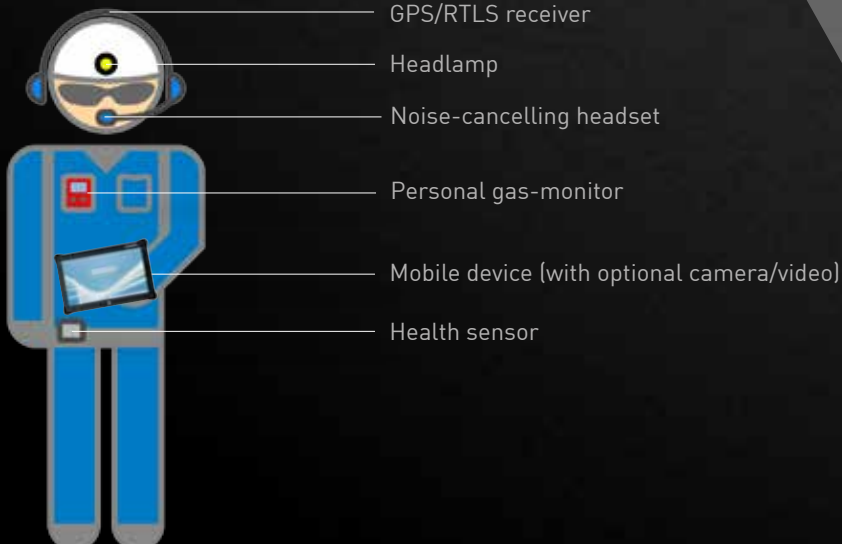 GPS/RTLS receiver
Headlamp
Noise-cancelling headset
Personal gas-monitor
Mobile device (with optional camera/video)
Health sensor